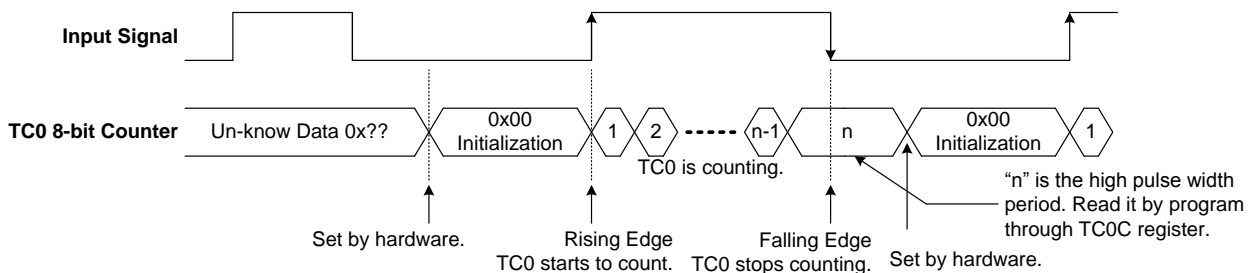 Input Signal
TC0 8-bit Counter
Un-know Data 0x??
0x00
Initialization
1
2
n-1
n
0x00
Initialization
1
TC0 is counting.
"n" is the high pulse width
period. Read it by program
through TC0C register.
Set by hardware.
Rising Edge
TC0 starts to count.
Falling Edge
TC0 stops counting.
Set by hardware.